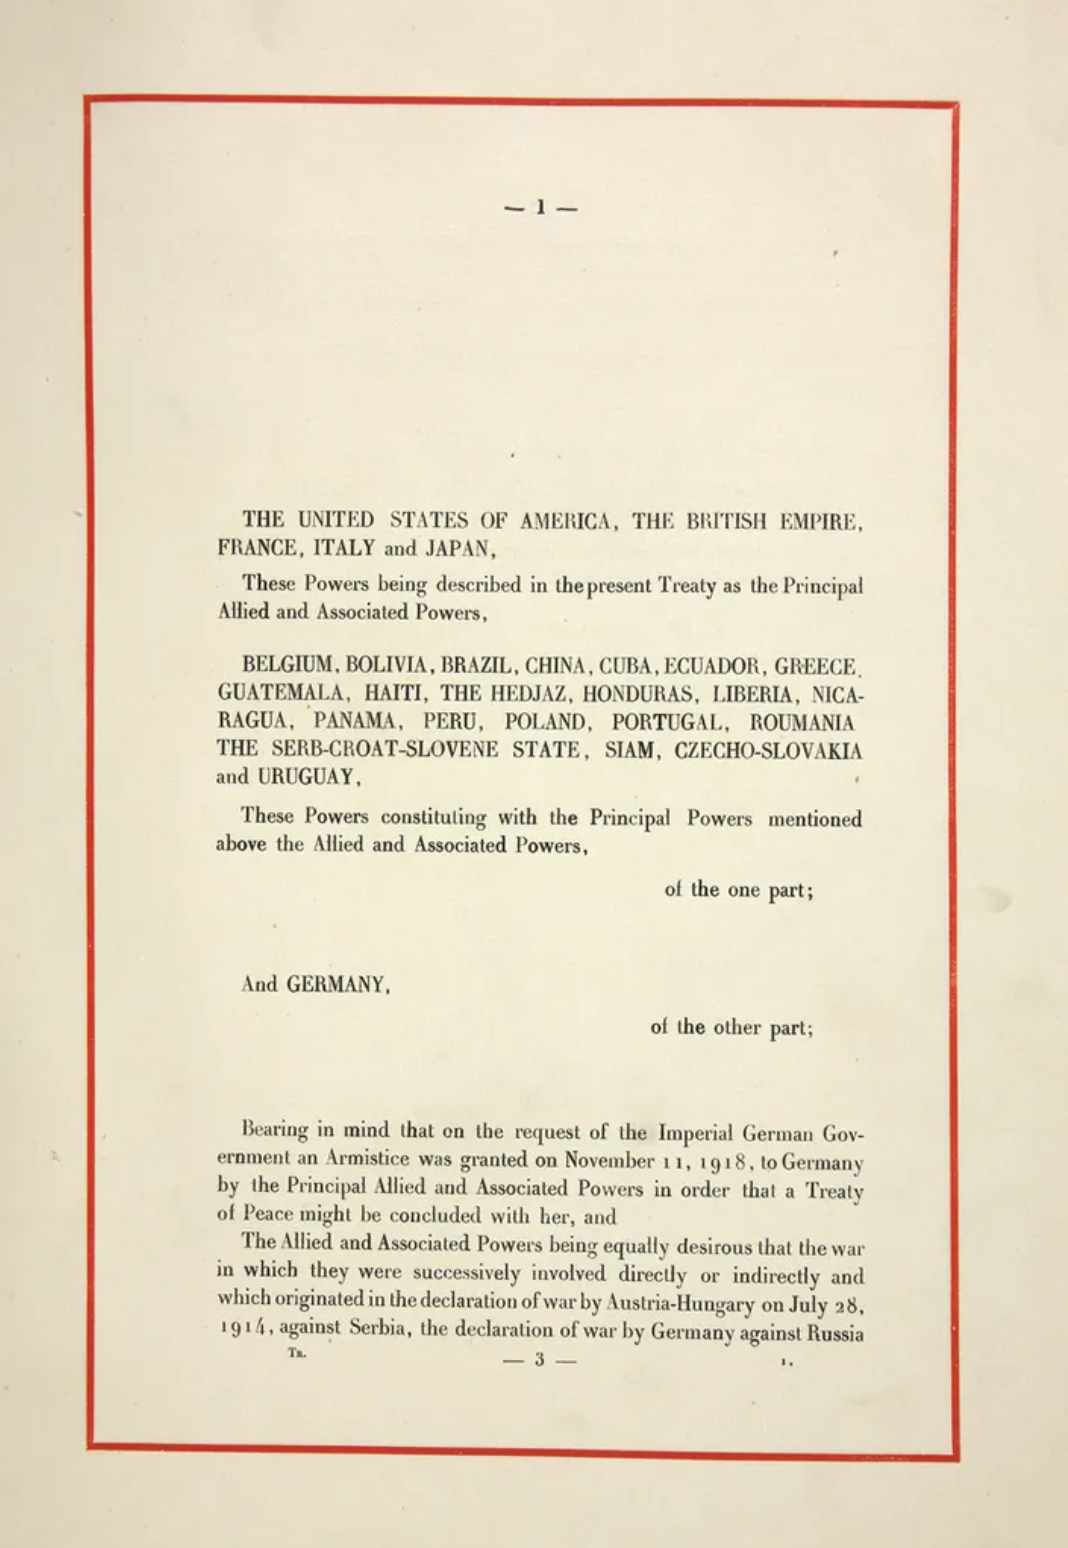 — 1 —
THE UNITED STATES OF AMERICA, THE BRITISH EMPIRE,
FRANCE, ITALY and JAPAN,
These Powers being described in the present Treaty as the Principal
Allied and Associated Powers,
BELGIUM, BOLIVIA, BRAZIL, CHINA, CUBA, ECUADOR, GREECE,
GUATEMALA, HAITI, THE HEDJAZ, HONDURAS, LIBERIA, NICA-
RAGUA, PANAMA, PERU, POLAND, PORTUGAL, ROUMANIA
THE SERB-CROAT-SLOVENE STATE, SIAM, CZECHO-SLOVAKIA
and URUGUAY,
These Powers constituting with the Principal Powers mentioned
above the Allied and Associated Powers,
of the one part;
And GERMANY,
of the other part;
Bearing in mind that on the request of the Imperial German Gov-
ernment an Armistice was granted on November 11, 1918, to Germany
by the Principal Allied and Associated Powers in order that a Treaty
of Peace might be concluded with her, and
The Allied and Associated Powers being equally desirous that the war
in which they were successively involved directly or indirectly and
which originated in the declaration of war by Austria-Hungary on July 28,
1914, against Serbia, the declaration of war by Germany against Russia
TR. — 3 — 1.